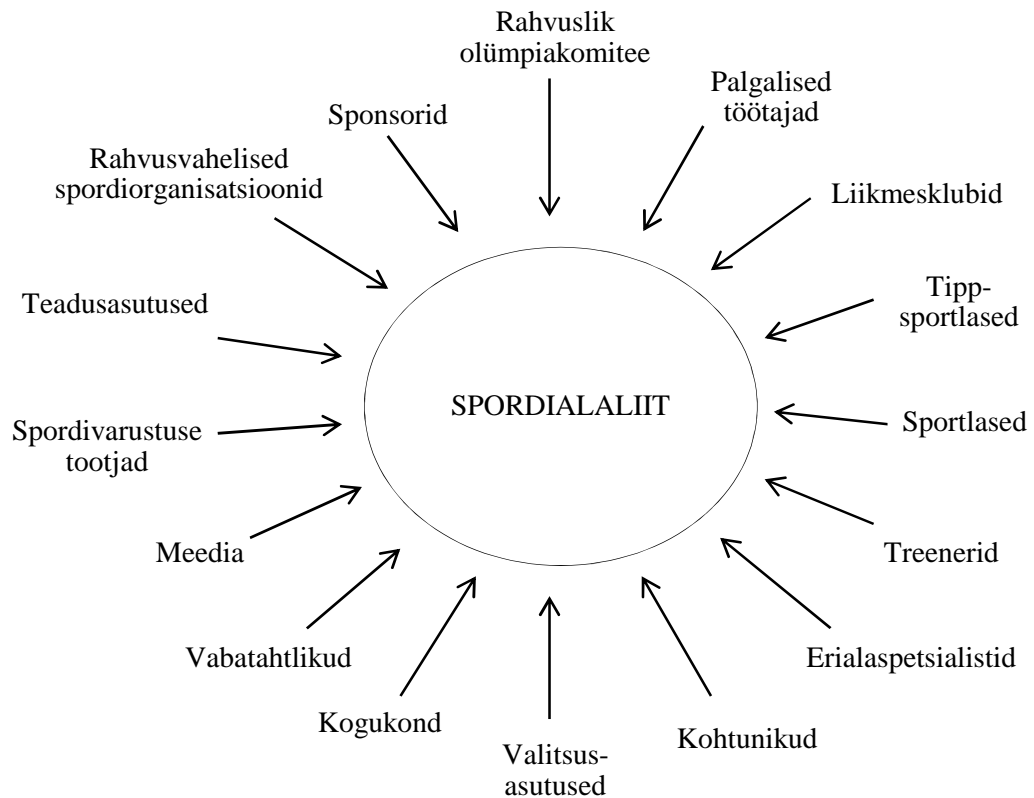 Rahvuslik
olümpiakomitee
Palgalised
töötajad
Sponsorid
Rahvusvahelised
spordiorganisatsioonid
Liikmesklubid
Teadusasutused
Tipp-
sportlased
SPORDIALALIIT
Sportlased
Spordivarustuse
tootjad
Meedia
Treenerid
Vabatahtlikud
Erialaspetsialistid
Kogukond
Kohtunikud
Valitsus-
asutused